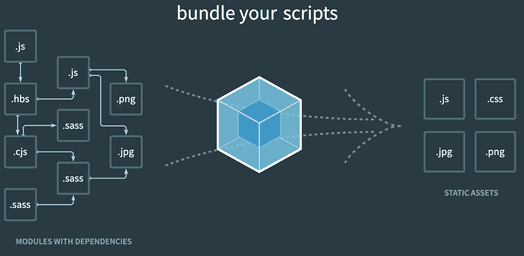 bundle your scripts
.js
.js
.hbs
.png
.sass
.cjs
.jpg
.sass
.sass
.js
.css
.jpg
.png
STATIC ASSETS
MODULES WITH DEPENDENCIES